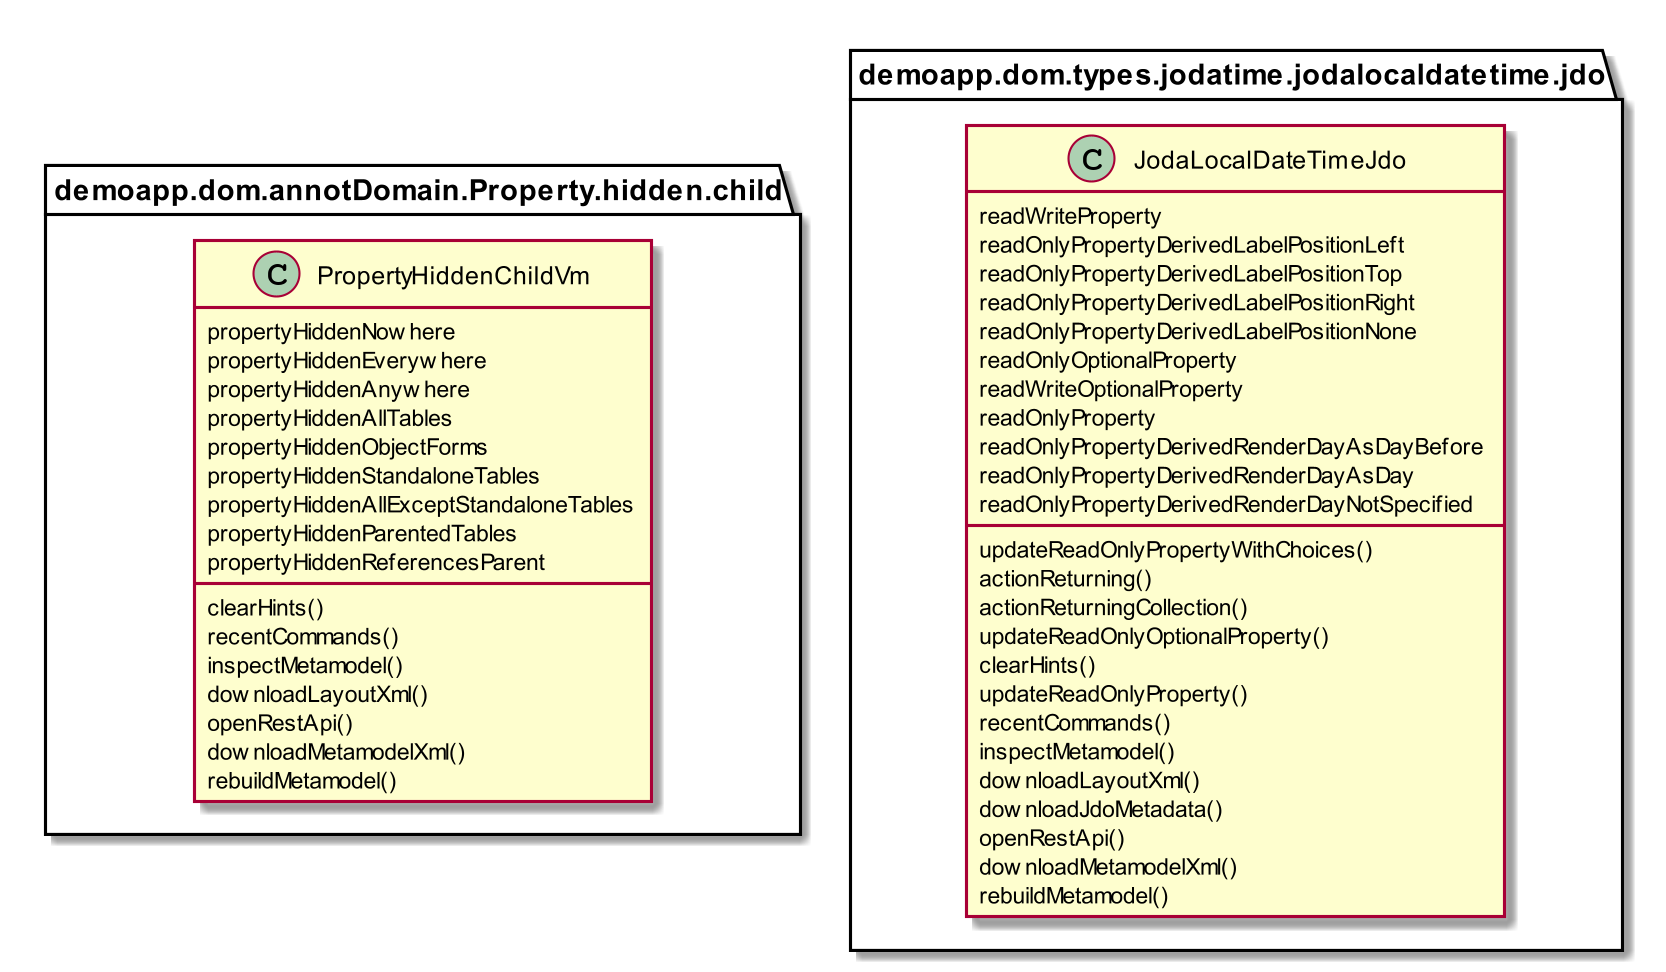 demoapp.dom.annotDomain.Property.hidden.child
C PropertyHiddenChildVm
propertyHiddenNowhere
propertyHiddenEverywhere
propertyHiddenAnywhere
propertyHiddenAllTables
propertyHiddenObjectForms
propertyHiddenStandaloneTables
propertyHiddenAllExceptStandaloneTables
propertyHiddenParentedTables
propertyHiddenReferencesParent
clearHints()
recentCommands()
inspectMetamodel()
downloadLayoutXml()
openRestApi()
downloadMetamodelXml()
rebuildMetamodel()
demoapp.dom.types.jodatime.jodalocaldatetime.jdo
C JodaLocalDateTimeJdo
readWriteProperty
readOnlyPropertyDerivedLabelPositionLeft
readOnlyPropertyDerivedLabelPositionTop
readOnlyPropertyDerivedLabelPositionRight
readOnlyPropertyDerivedLabelPositionNone
readOnlyOptionalProperty
readWriteOptionalProperty
readOnlyProperty
readOnlyPropertyDerivedRenderDayAsDayBefore
readOnlyPropertyDerivedRenderDayAsDay
readOnlyPropertyDerivedRenderDayNotSpecified
updateReadOnlyPropertyWithChoices()
actionReturning()
actionReturningCollection()
updateReadOnlyOptionalProperty()
clearHints()
updateReadOnlyProperty()
recentCommands()
inspectMetamodel()
downloadLayoutXml()
downloadJdoMetadata()
openRestApi()
downloadMetamodelXml()
rebuildMetamodel()